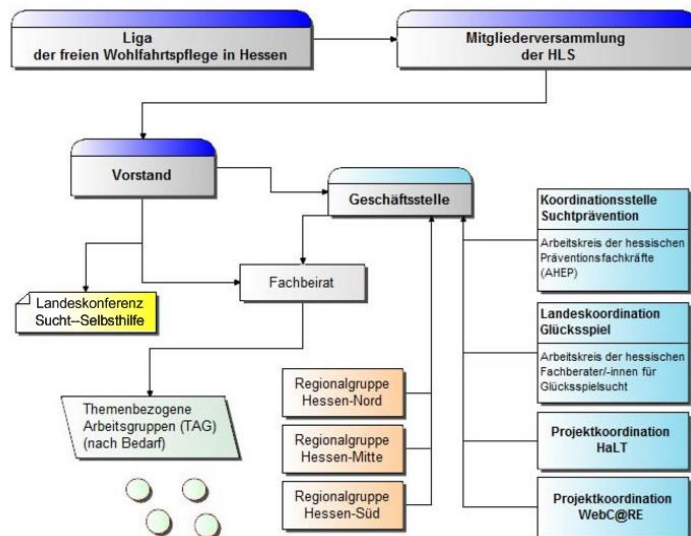 Liga
der freien Wohlfahrtspflege in Hessen
Mitgliederversammlung
der HLS
Vorstand
Geschäftsstelle
Koordinationsstelle
Suchtprävention
Arbeitskreis der hessischen
Präventionsfachkräfte
(AHEP)
Fachbeirat
Landeskonferenz
Sucht--Selbsthilfe
Landeskoordination
Glücksspiel
Arbeitskreis der hessischen
Fachberater/-innen für
Glücksspielsucht
Regionalgruppe
Hessen-Nord
Themenbezogene
Arbeitsgruppen (TAG)
(nach Bedarf)
Regionalgruppe
Hessen-Mitte
Projektkoordination
HaLT
Regionalgruppe
Hessen-Süd
Projektkoordination
WebC@RE